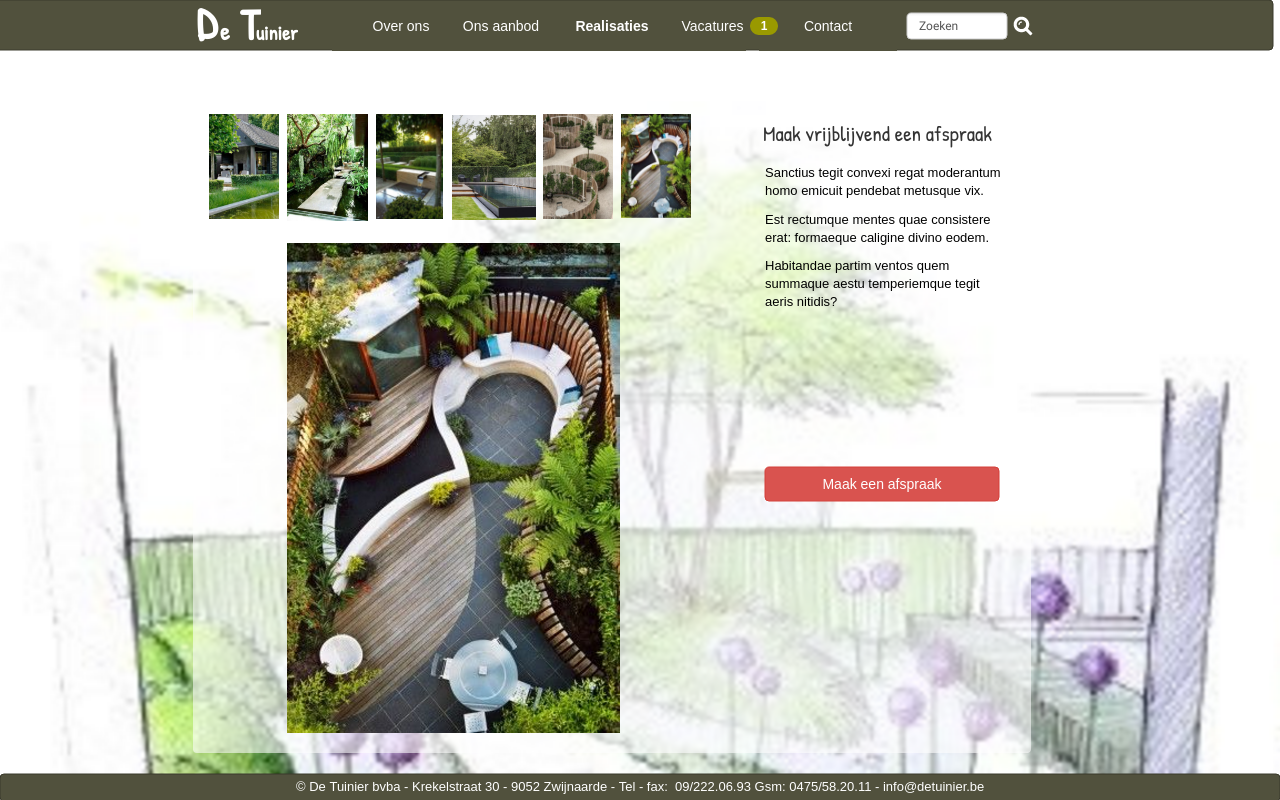 De Tuinier
Over ons
Ons aanbod
Realisaties
Vacatures 1
Contact
Zoeken
Maak vrijblijvend een afspraak
Sanctius tegit convexi regat moderantum
homo emicuit pendebat metusque vix.
Est rectumque mentes quae consistere
erat: formaeque caligine divino eodem.
Habitandae partim ventos quem
summaque aestu temperiemque tegit
aeris nitidis?
Maak een afspraak
© De Tuinier bvba - Krekelstraat 30 - 9052 Zwijnaarde - Tel - fax:  09/222.06.93 Gsm: 0475/58.20.11 - info@detuinier.be